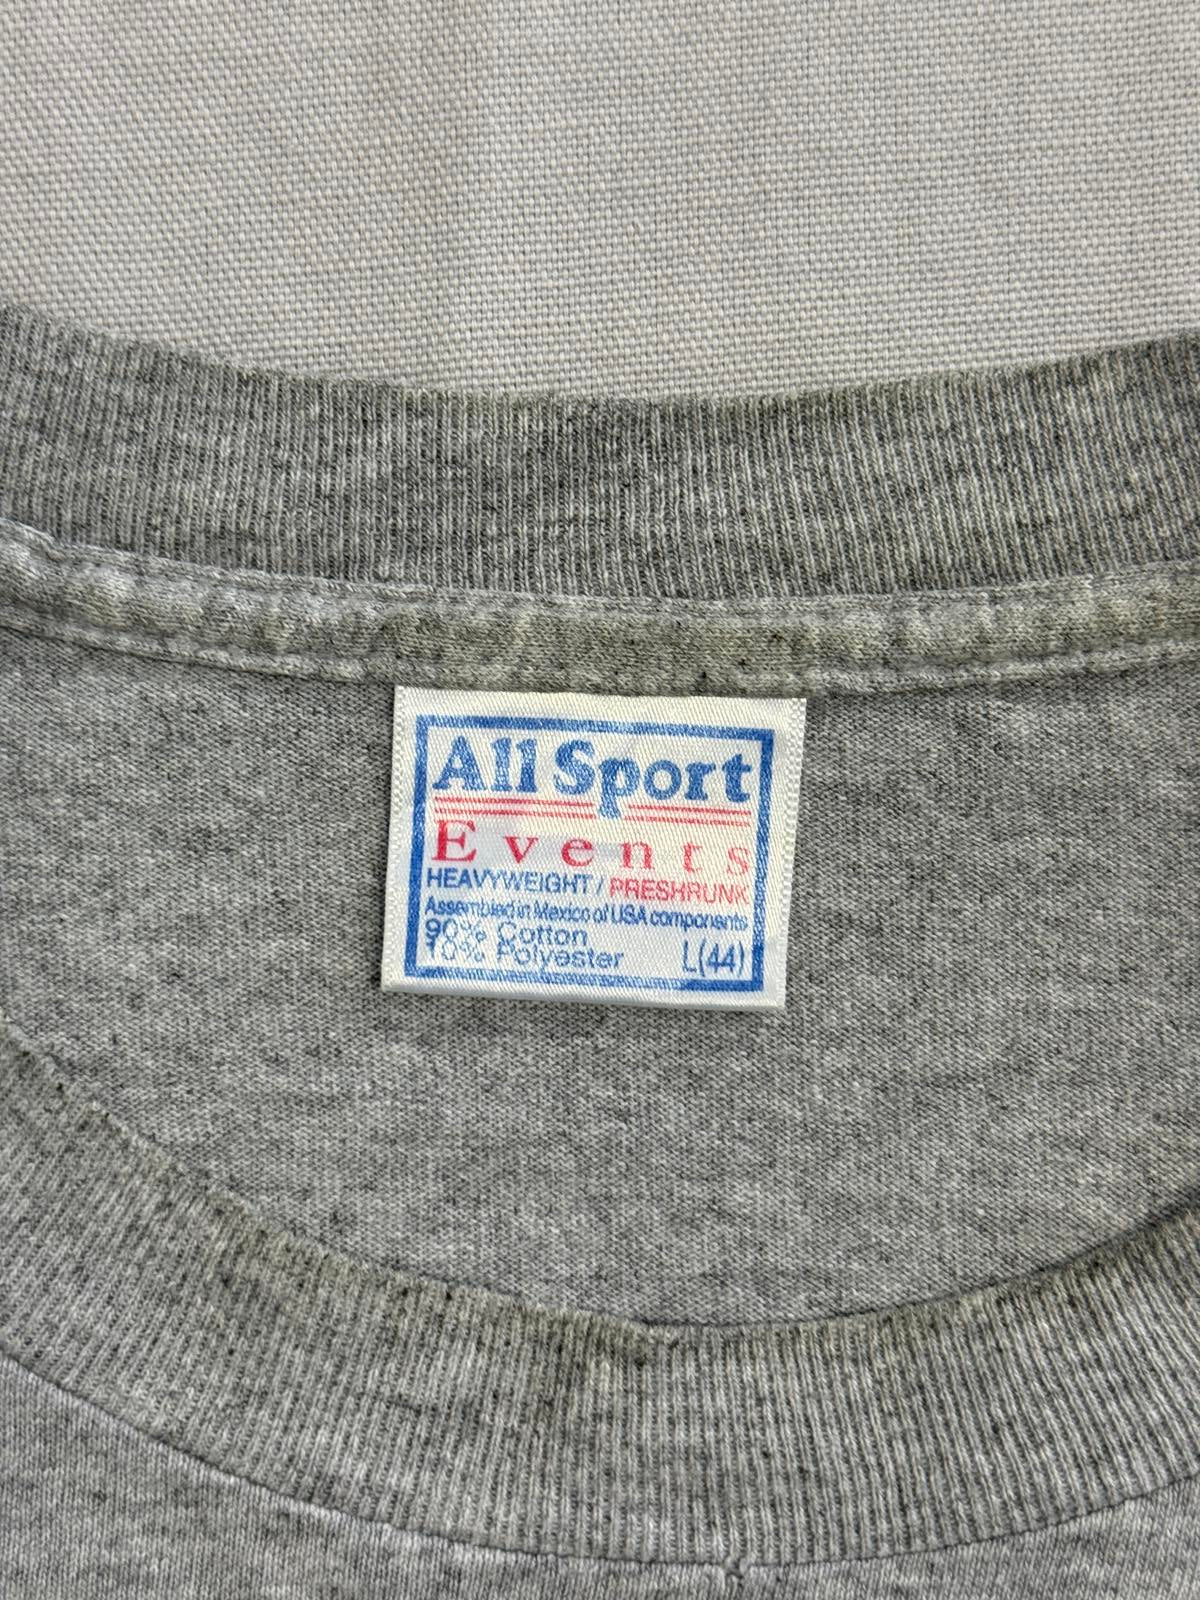 All Sport
Events
HEAVYWEIGHT / PRESHRUNK
Assembled in Mexico of USA components
90% Cotton
10% Polyester L(44)